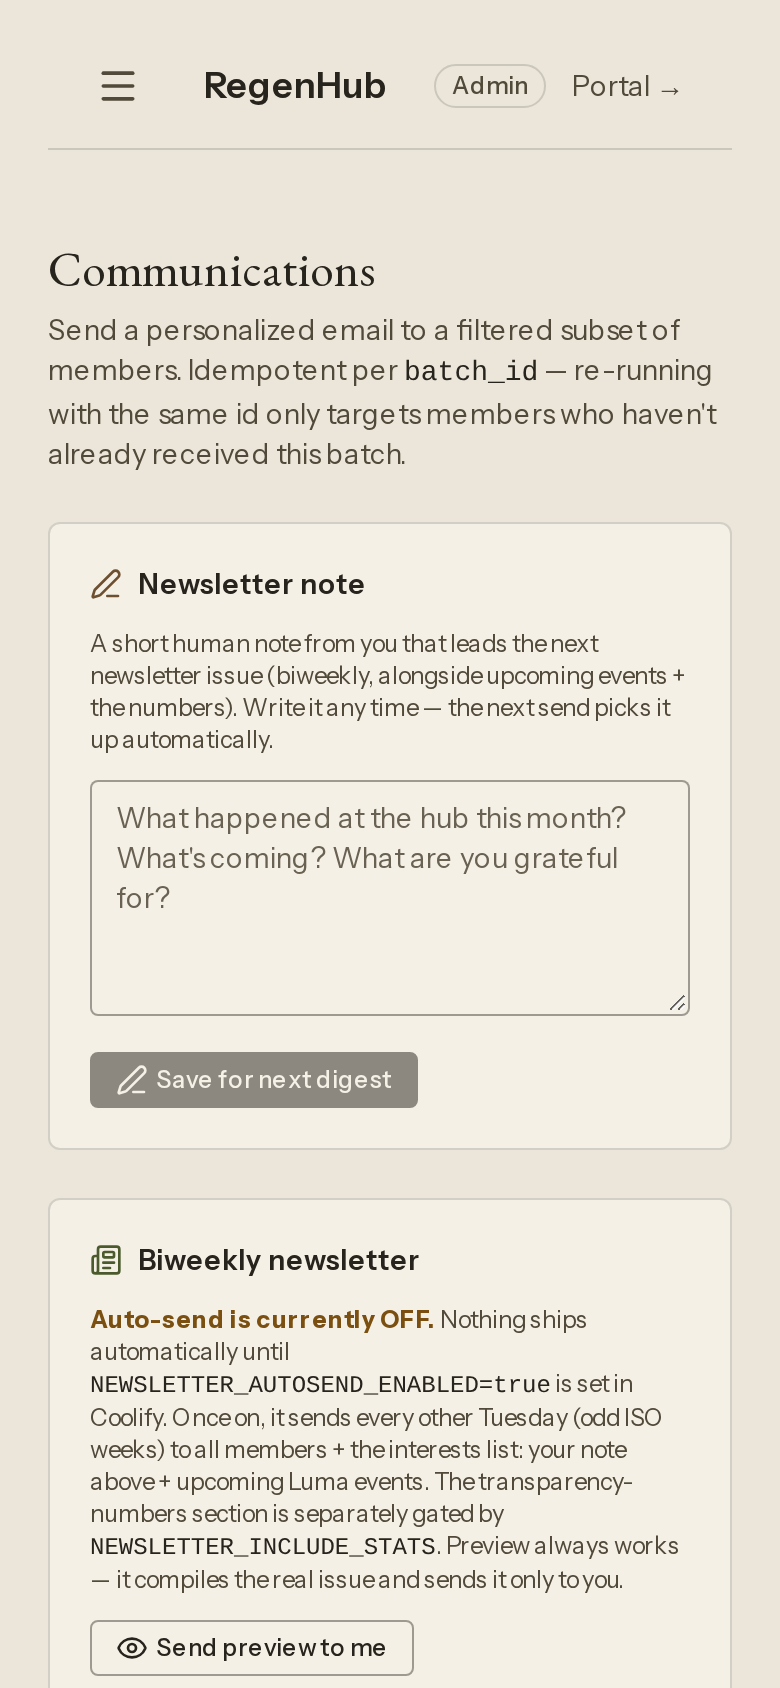 RegenHub
Admin
Portal →
Communications
Send a personalized email to a filtered subset of
members. Idempotent per batch_id — re-running
with the same id only targets members who haven't
already received this batch.
Newsletter note
A short human note from you that leads the next
newsletter issue (biweekly, alongside upcoming events +
the numbers). Write it any time — the next send picks it
up automatically.
What happened at the hub this month?
What's coming? What are you grateful
for?
Save for next digest
Biweekly newsletter
Auto-send is currently OFF. Nothing ships
automatically until
NEWSLETTER_AUTOSEND_ENABLED=true is set in
Coolify. Once on, it sends every other Tuesday (odd ISO
weeks) to all members + the interests list: your note
above + upcoming Luma events. The transparency-
numbers section is separately gated by
NEWSLETTER_INCLUDE_STATS. Preview always works
— it compiles the real issue and sends it only to you.
Send preview to me